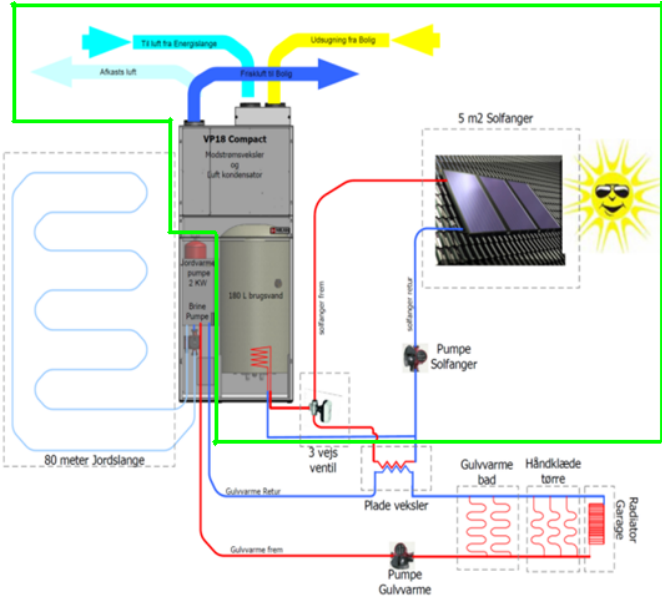 Til luft fra Energislange
Udsugning fra Bolig
Afkasts luft
Friskluft til Bolig
5 m2 Solfanger
VP18 Compact
Modstrømsveksler
og
Luft kondensator
Jordvarme
pumpe
2 KW
Brine
Pumpe
180 L brugsvand
solfanger frem
solfanger retur
Pumpe
Solfanger
80 meter Jordslange
3 vejs
ventil
Plade veksler
Gulvvarme
bad
Håndklæde
tørre
Radiator
Garage
Gulvvarme Retur
Gulvvarme frem
Pumpe
Gulvvarme